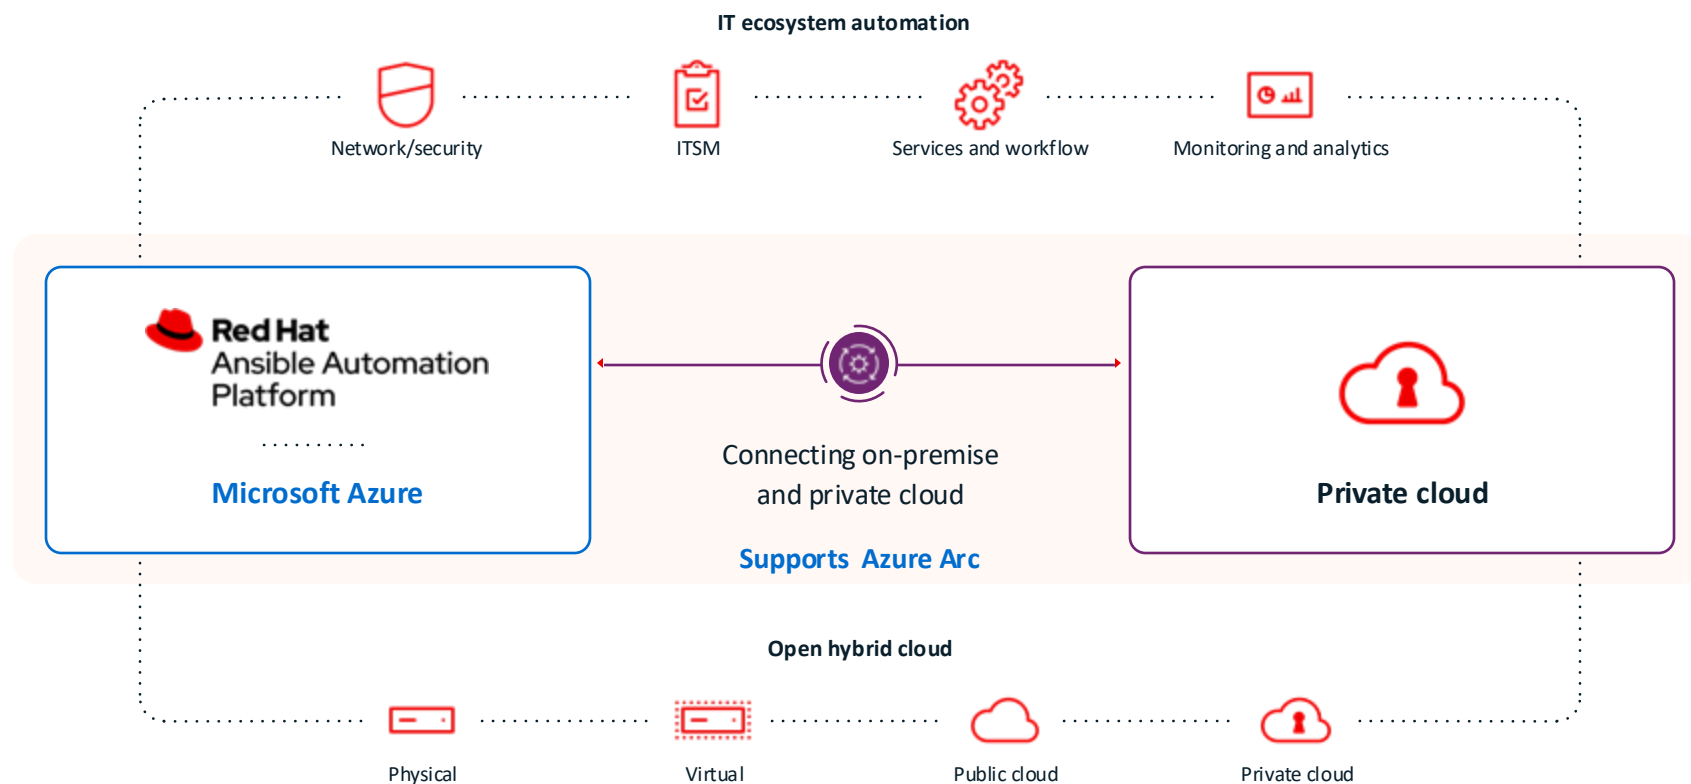 IT ecosystem automation
Network/security
ITSM
Services and workflow
Monitoring and analytics
Red Hat
Ansible Automation
Platform
Microsoft Azure
Connecting on-premise
and private cloud
Supports Azure Arc
Private cloud
Open hybrid cloud
Physical
Virtual
Public cloud
Private cloud